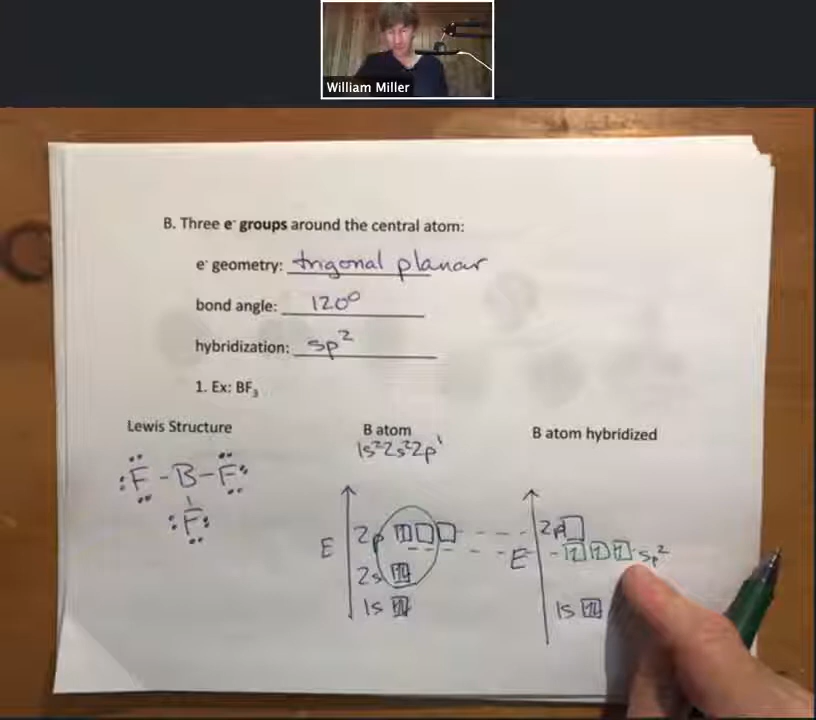 William Miller
B. Three e⁻ groups around the central atom:
e⁻ geometry: trigonal planar
bond angle: 120°
hybridization: sp²
1. Ex: BF₃
Lewis Structure
B atom
B atom hybridized
1s²2s²2p¹
F - B - F
F
E
2p
2s
1s
E
2p
sp²
1s